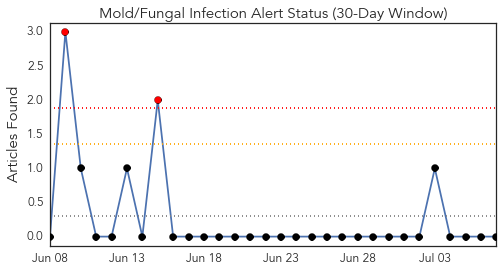 Mold/Fungal Infection Alert Status (30-Day Window)
Articles Found
3.0
2.5
2.0
1.5
1.0
0.5
0.0
Jun 08
Jun 13
Jun 18
Jun 23
Jun 28
Jul 03